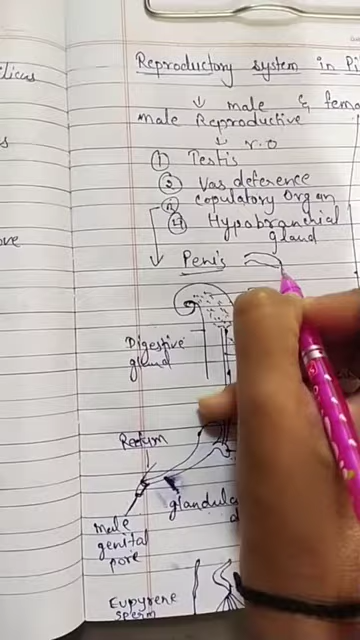 Reproductory system in Pi
↓ male & fema
male Reproductive
↓ r.o
① Testis
② Vas deference
copulatory Organ
④ Hypobranchial
gland
Penis
Digestive
gland
Rectum
male
genital
pore
glandula
Eupyrene
sperm